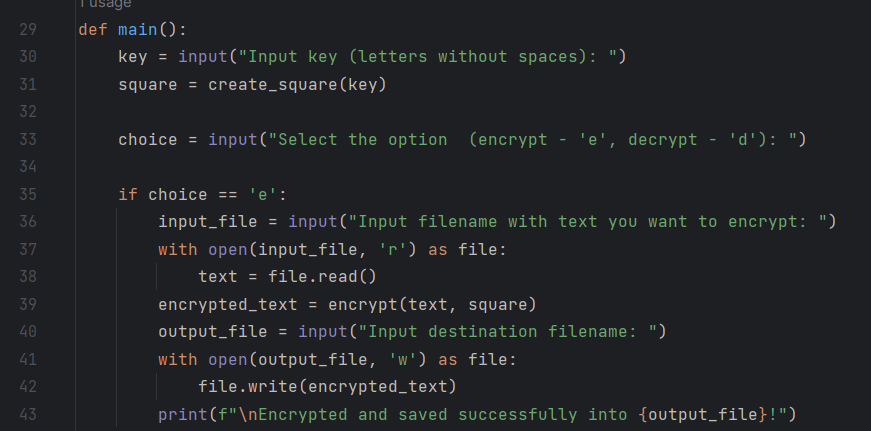 1 usage
29 def main():
30     key = input("Input key (letters without spaces): ")
31     square = create_square(key)
32
33     choice = input("Select the option  (encrypt - 'e', decrypt - 'd'): ")
34
35     if choice == 'e':
36         input_file = input("Input filename with text you want to encrypt: ")
37         with open(input_file, 'r') as file:
38             text = file.read()
39         encrypted_text = encrypt(text, square)
40         output_file = input("Input destination filename: ")
41         with open(output_file, 'w') as file:
42             file.write(encrypted_text)
43         print(f"\nEncrypted and saved successfully into {output_file}!")